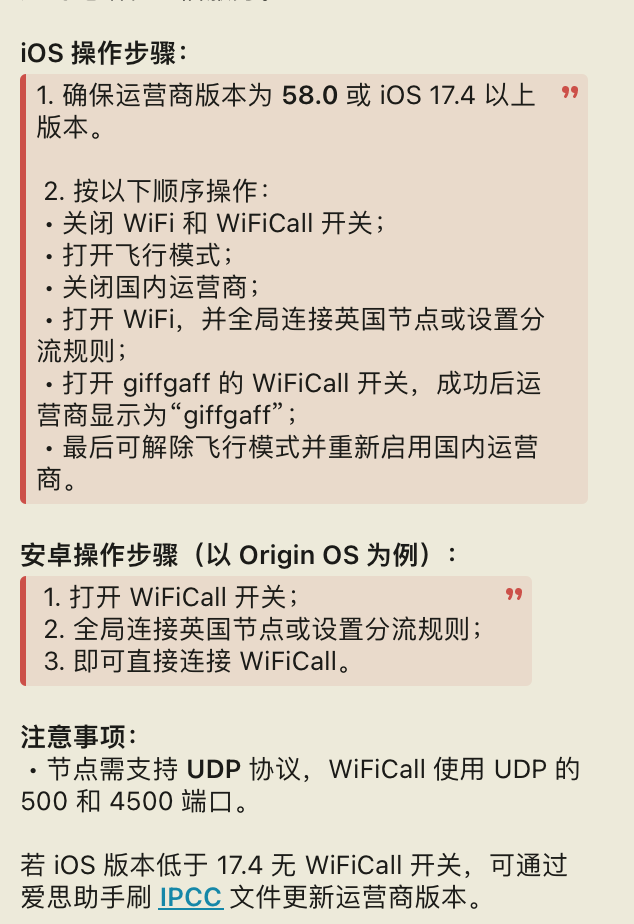 iOS 操作步骤：
1. 确保运营商版本为 58.0 或 iOS 17.4 以上
版本。
2. 按以下顺序操作：
• 关闭 WiFi 和 WiFiCall 开关；
• 打开飞行模式；
• 关闭国内运营商；
• 打开 WiFi，并全局连接英国节点或设置分
流规则；
• 打开 giffgaff 的 WiFiCall 开关，成功后运
营商显示为“giffgaff”；
• 最后可解除飞行模式并重新启用国内运营
商。
安卓操作步骤（以 Origin OS 为例）：
1. 打开 WiFiCall 开关；
2. 全局连接英国节点或设置分流规则；
3. 即可直接连接 WiFiCall。
注意事项：
• 节点需支持 UDP 协议，WiFiCall 使用 UDP 的
500 和 4500 端口。
若 iOS 版本低于 17.4 无 WiFiCall 开关，可通过
爱思助手刷 IPCC 文件更新运营商版本。